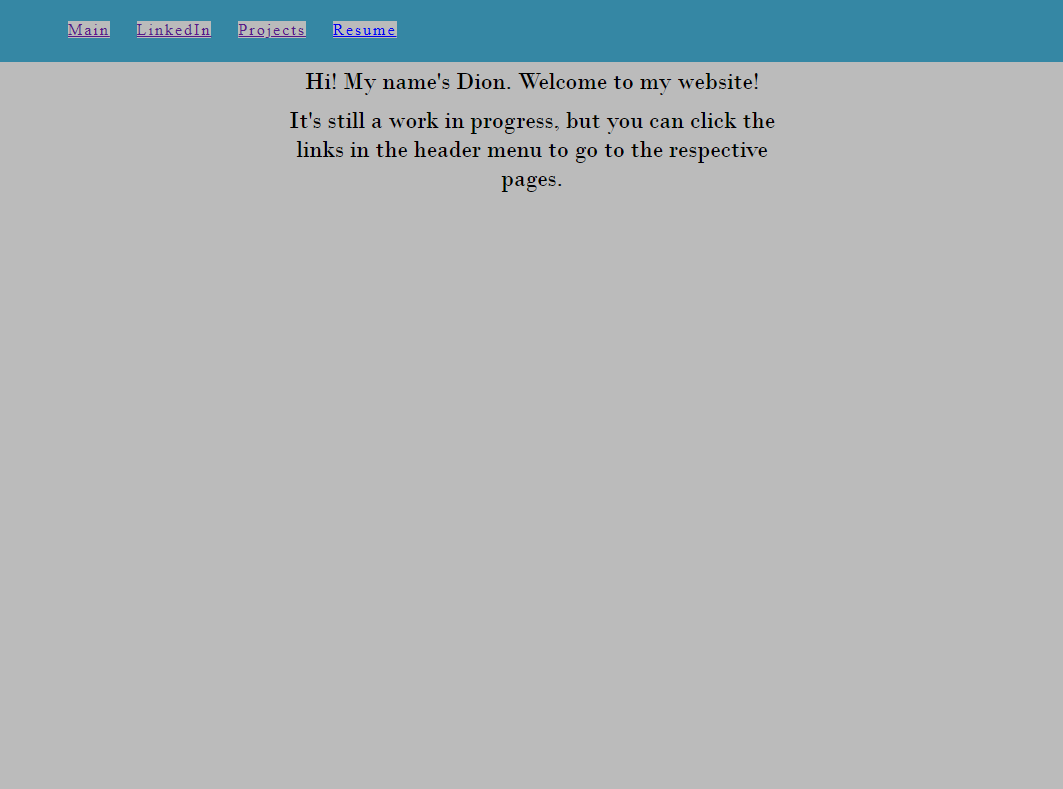 Main LinkedIn Projects Resume
Hi! My name's Dion. Welcome to my website!
It's still a work in progress, but you can click the
links in the header menu to go to the respective
pages.